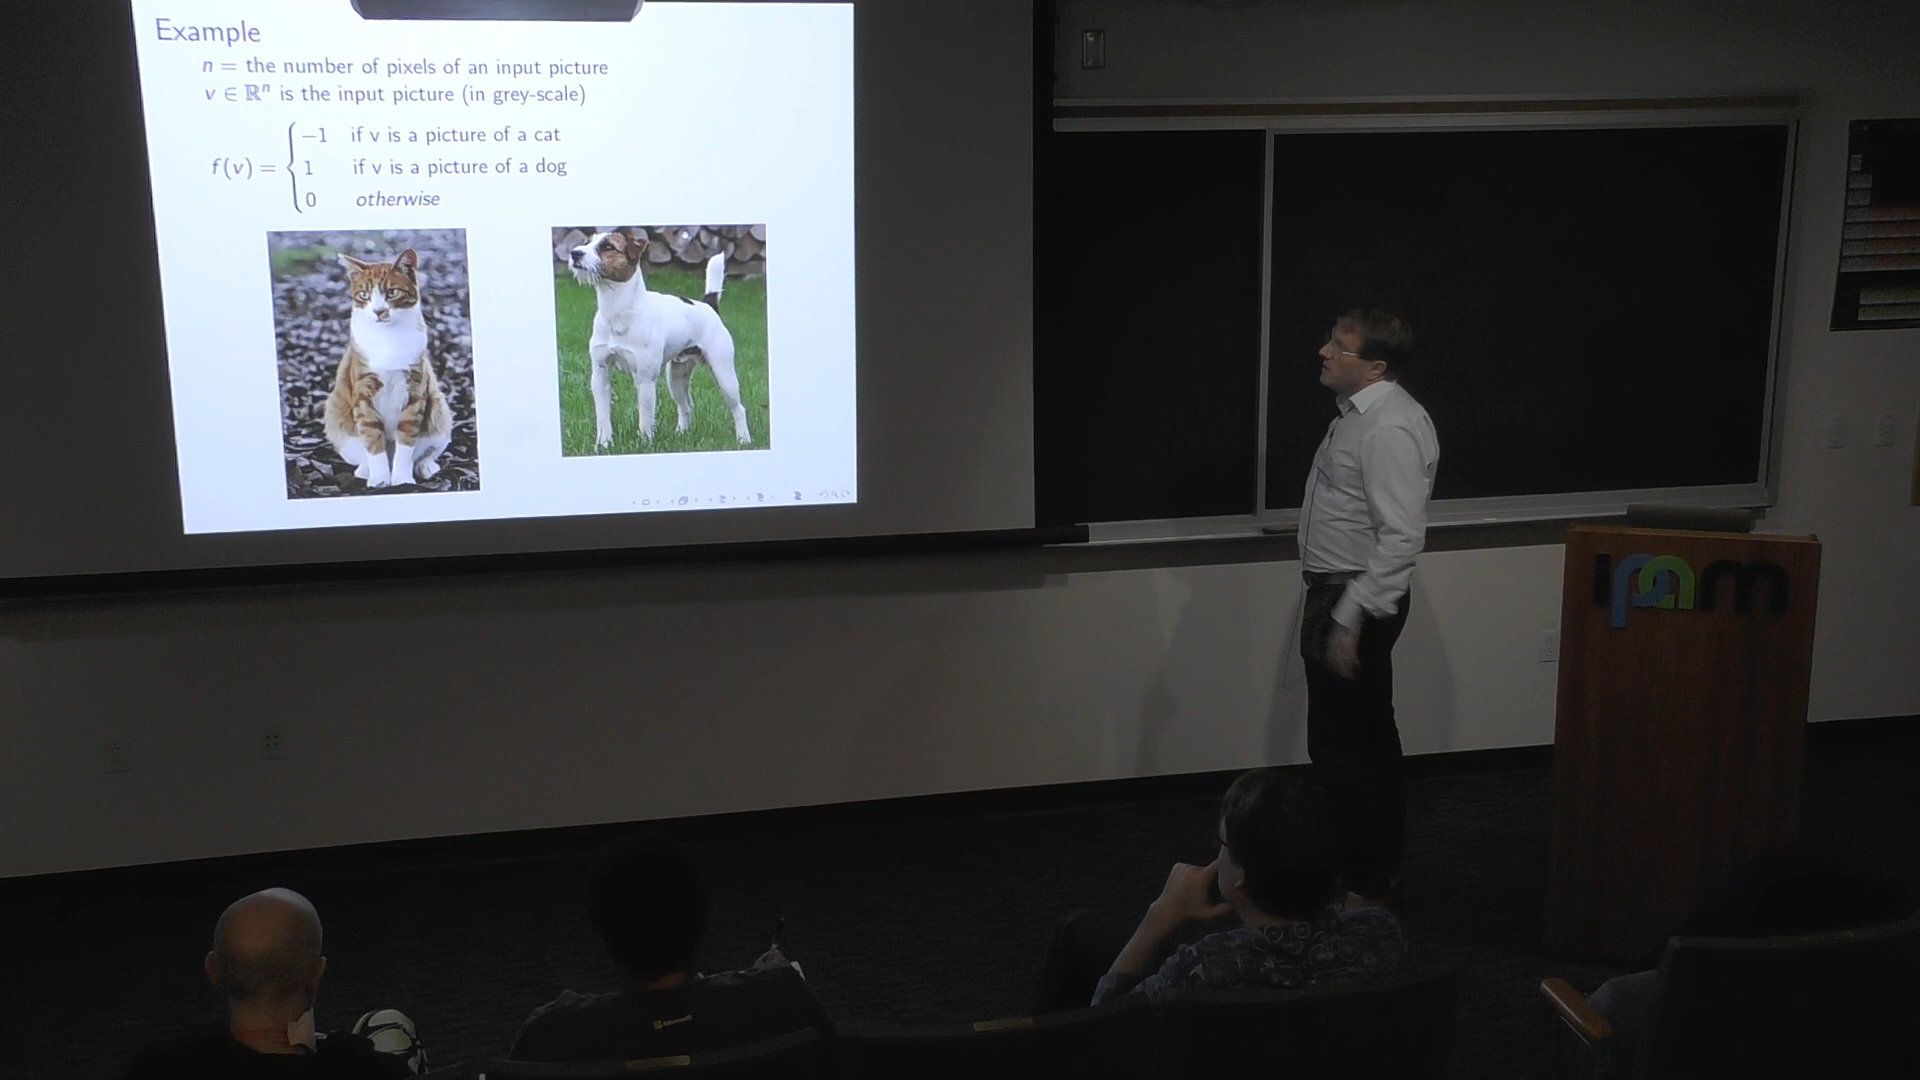 Example
n = the number of pixels of an input picture
v ∈ ℝⁿ is the input picture (in grey-scale)
f(v) = { −1 if v is a picture of a cat
1 if v is a picture of a dog
0 otherwise
ipam